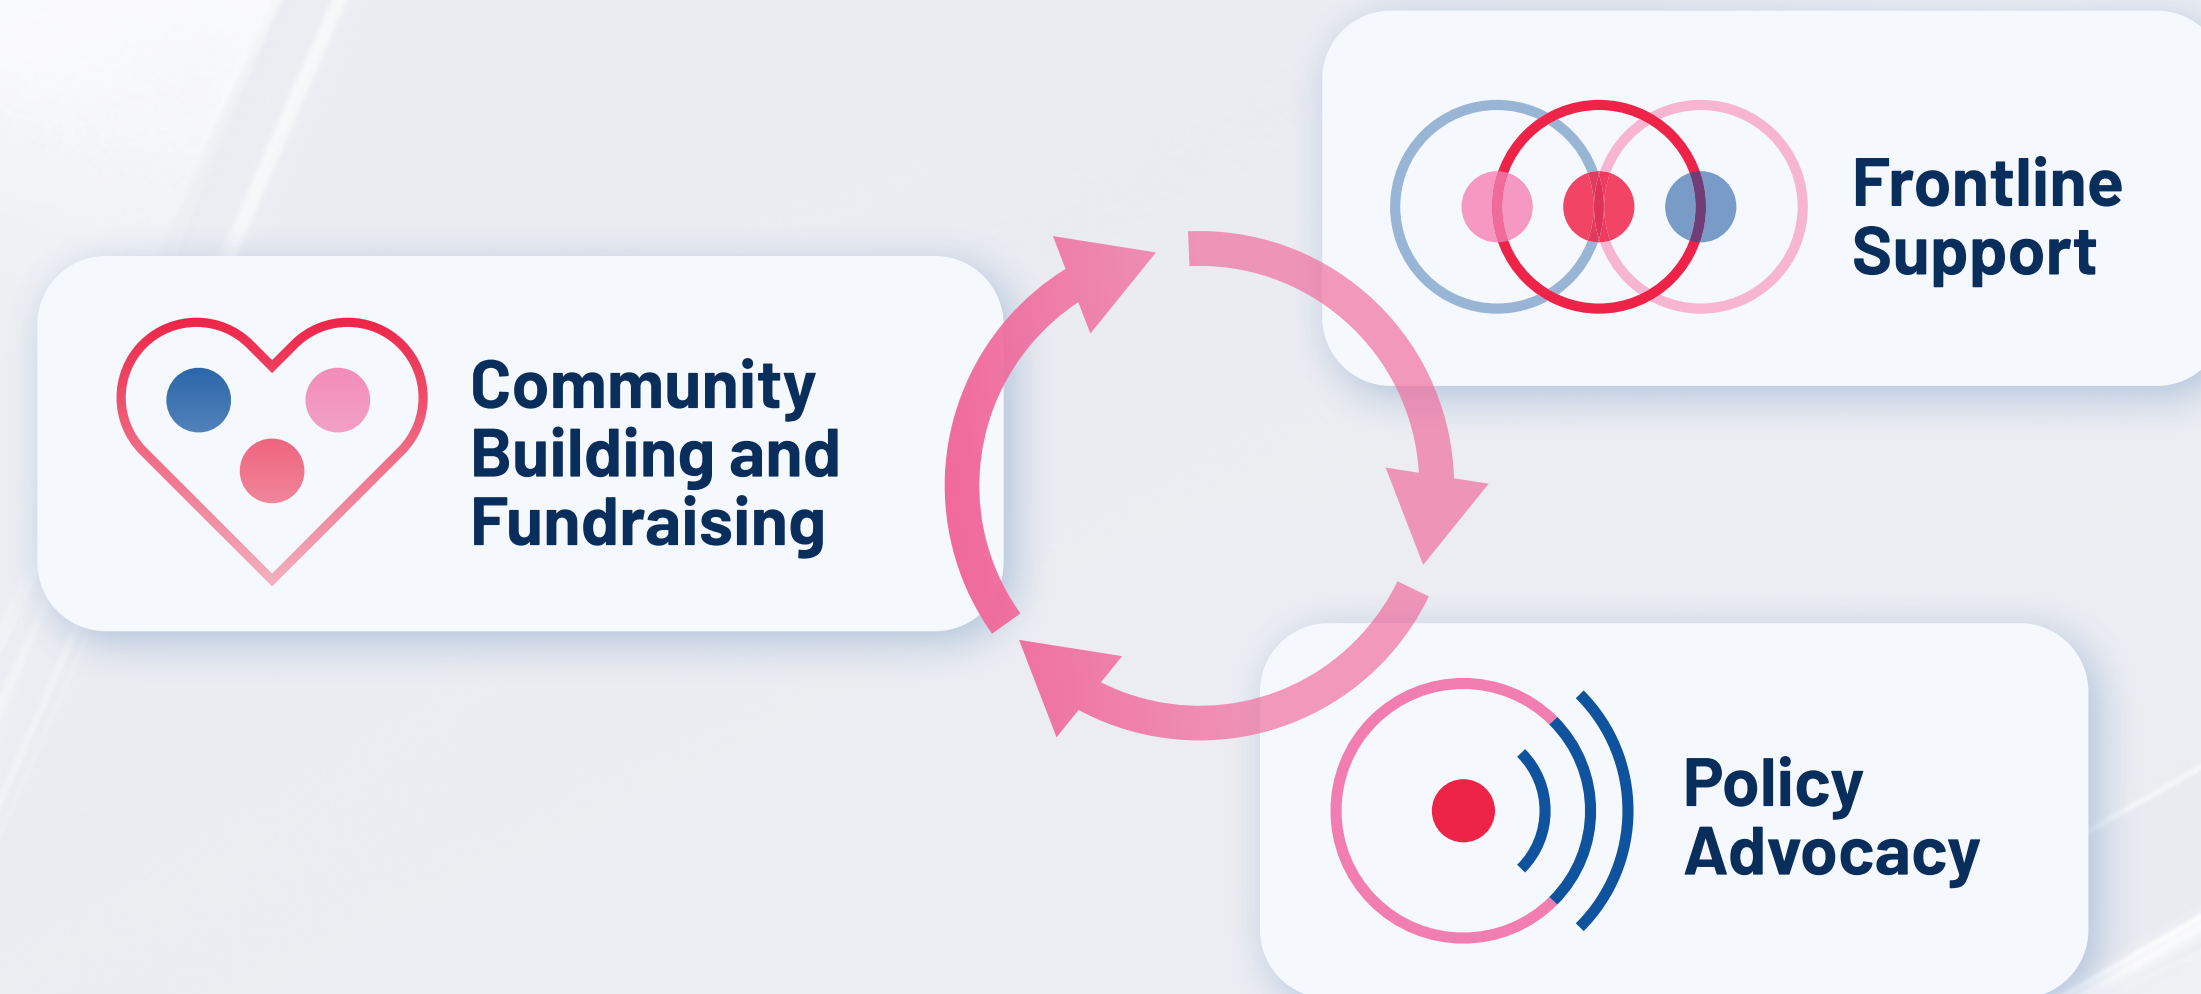 Community
Building and
Fundraising
Frontline
Support
Policy
Advocacy